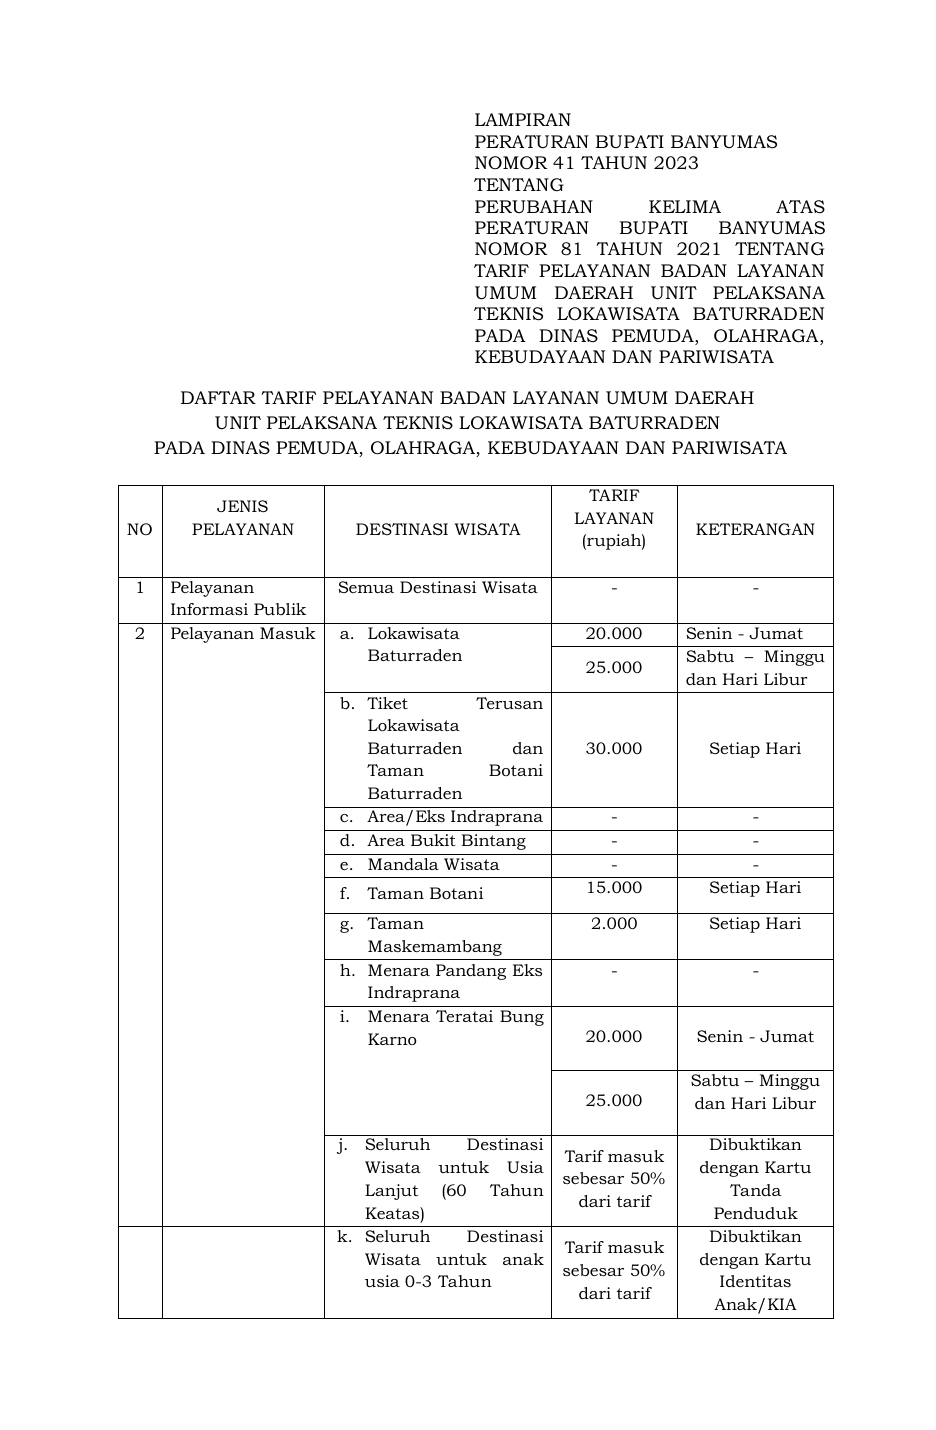 LAMPIRAN
PERATURAN BUPATI BANYUMAS
NOMOR 41 TAHUN 2023
TENTANG
PERUBAHAN KELIMA ATAS
PERATURAN BUPATI BANYUMAS
NOMOR 81 TAHUN 2021 TENTANG
TARIF PELAYANAN BADAN LAYANAN
UMUM DAERAH UNIT PELAKSANA
TEKNIS LOKAWISATA BATURRADEN
PADA DINAS PEMUDA, OLAHRAGA,
KEBUDAYAAN DAN PARIWISATA
DAFTAR TARIF PELAYANAN BADAN LAYANAN UMUM DAERAH
UNIT PELAKSANA TEKNIS LOKAWISATA BATURRADEN
PADA DINAS PEMUDA, OLAHRAGA, KEBUDAYAAN DAN PARIWISATA
NO
JENIS
PELAYANAN
DESTINASI WISATA
TARIF
LAYANAN
(rupiah)
KETERANGAN
1
Pelayanan
Informasi Publik
Semua Destinasi Wisata
-
-
2
Pelayanan Masuk
a. Lokawisata
Baturraden
20.000
Senin - Jumat
25.000
Sabtu – Minggu
dan Hari Libur
b. Tiket Terusan
Lokawisata
Baturraden dan
Taman Botani
Baturraden
30.000
Setiap Hari
c. Area/Eks Indraprana
-
-
d. Area Bukit Bintang
-
-
e. Mandala Wisata
-
-
f. Taman Botani
15.000
Setiap Hari
g. Taman
Maskemambang
2.000
Setiap Hari
h. Menara Pandang Eks
Indraprana
-
-
i. Menara Teratai Bung
Karno
20.000
Senin - Jumat
25.000
Sabtu – Minggu
dan Hari Libur
j. Seluruh Destinasi
Wisata untuk Usia
Lanjut (60 Tahun
Keatas)
Tarif masuk
sebesar 50%
dari tarif
Dibuktikan
dengan Kartu
Tanda
Penduduk
k. Seluruh Destinasi
Wisata untuk anak
usia 0-3 Tahun
Tarif masuk
sebesar 50%
dari tarif
Dibuktikan
dengan Kartu
Identitas
Anak/KIA